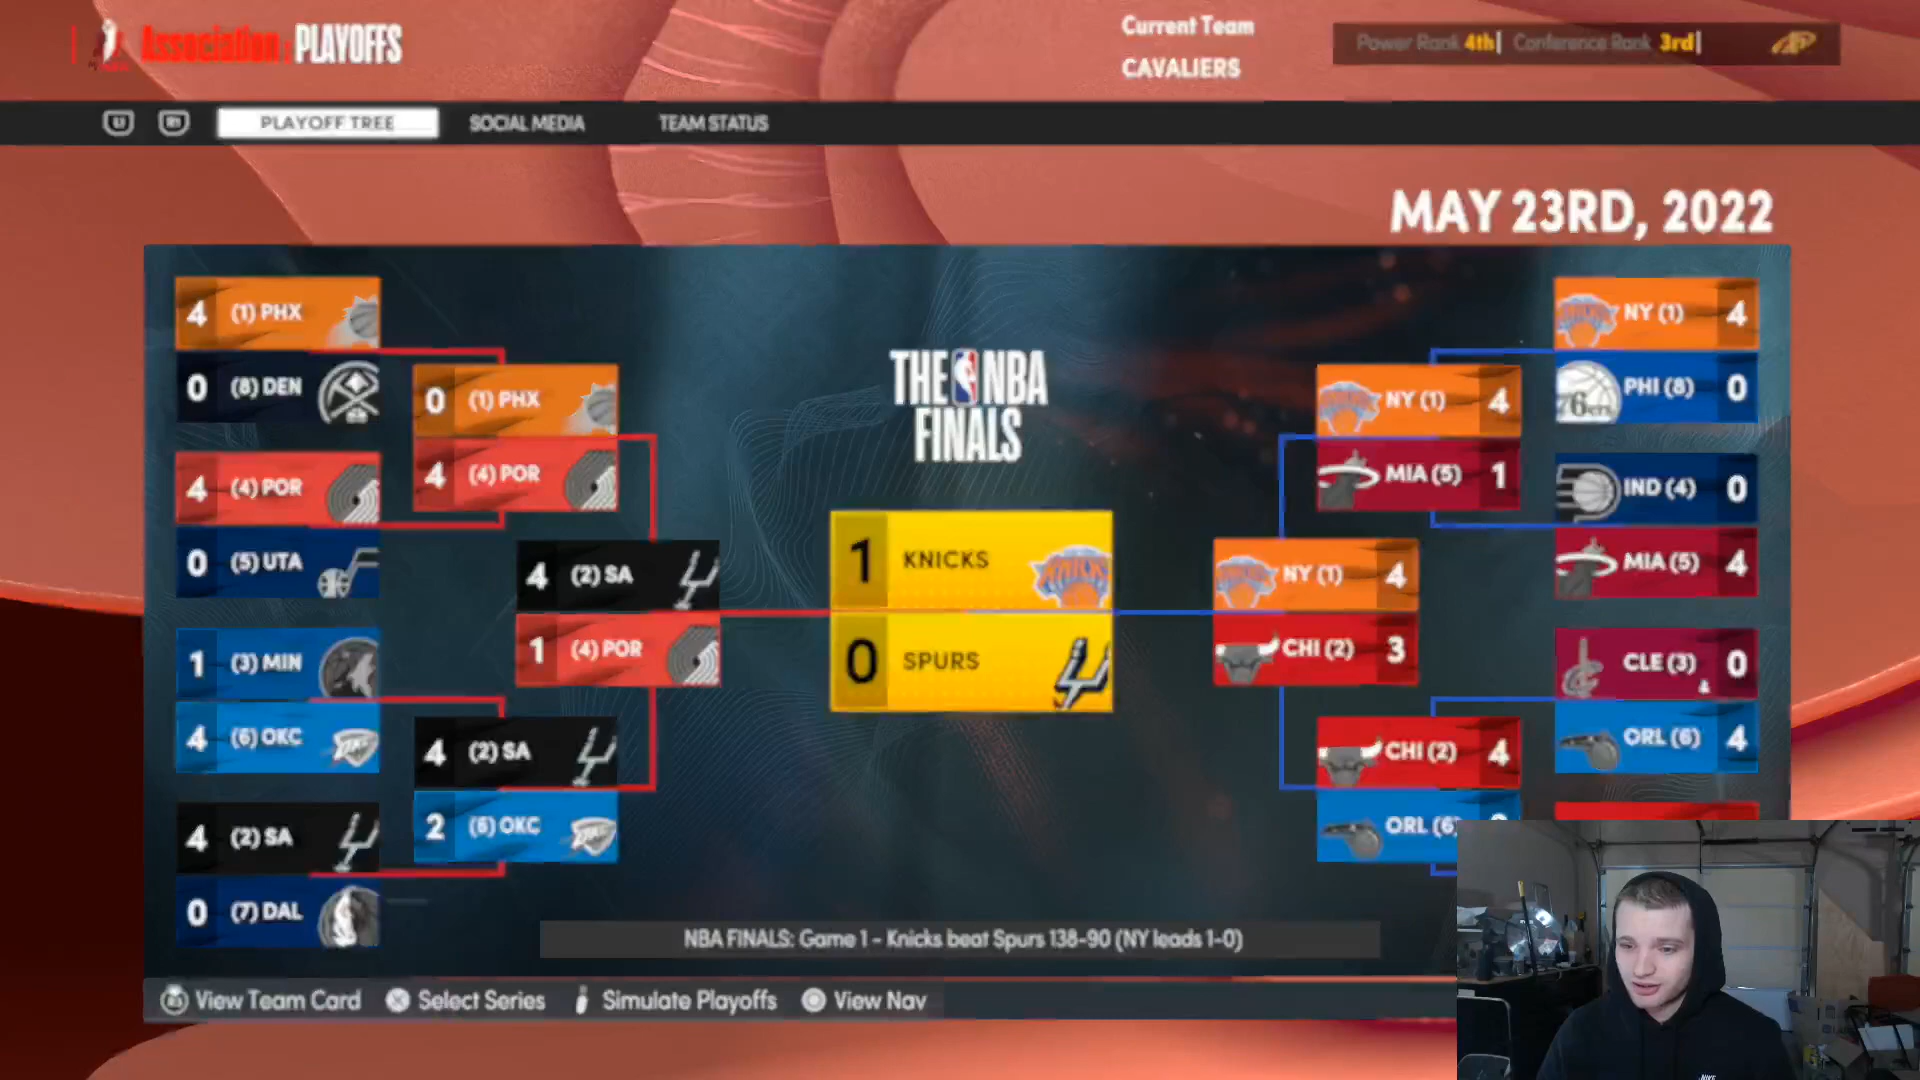 Association: PLAYOFFS
Current Team
CAVALIERS
Power Rank 4th| Conference Rank 3rd|
PLAYOFF TREE
SOCIAL MEDIA
TEAM STATUS
MAY 23RD, 2022
4 (1) PHX
0 (8) DEN
4 (4) POR
0 (5) UTA
1 (3) MIN
4 (6) OKC
4 (2) SA
0 (7) DAL
0 (1) PHX
4 (4) POR
4 (2) SA
2 (6) OKC
4 (2) SA
1 (4) POR
THE NBA
FINALS
1 KNICKS
0 SPURS
NY (1) 4
CHI (2) 3
NY (1) 4
MIA (5) 1
CHI (2) 4
ORL (6)
NY (1) 4
PHI (8) 0
IND (4) 0
MIA (5) 4
CLE (3) 0
ORL (6) 4
NBA FINALS: Game 1 - Knicks beat Spurs 138-90 (NY leads 1-0)
View Team Card
Select Series
Simulate Playoffs
View Nav